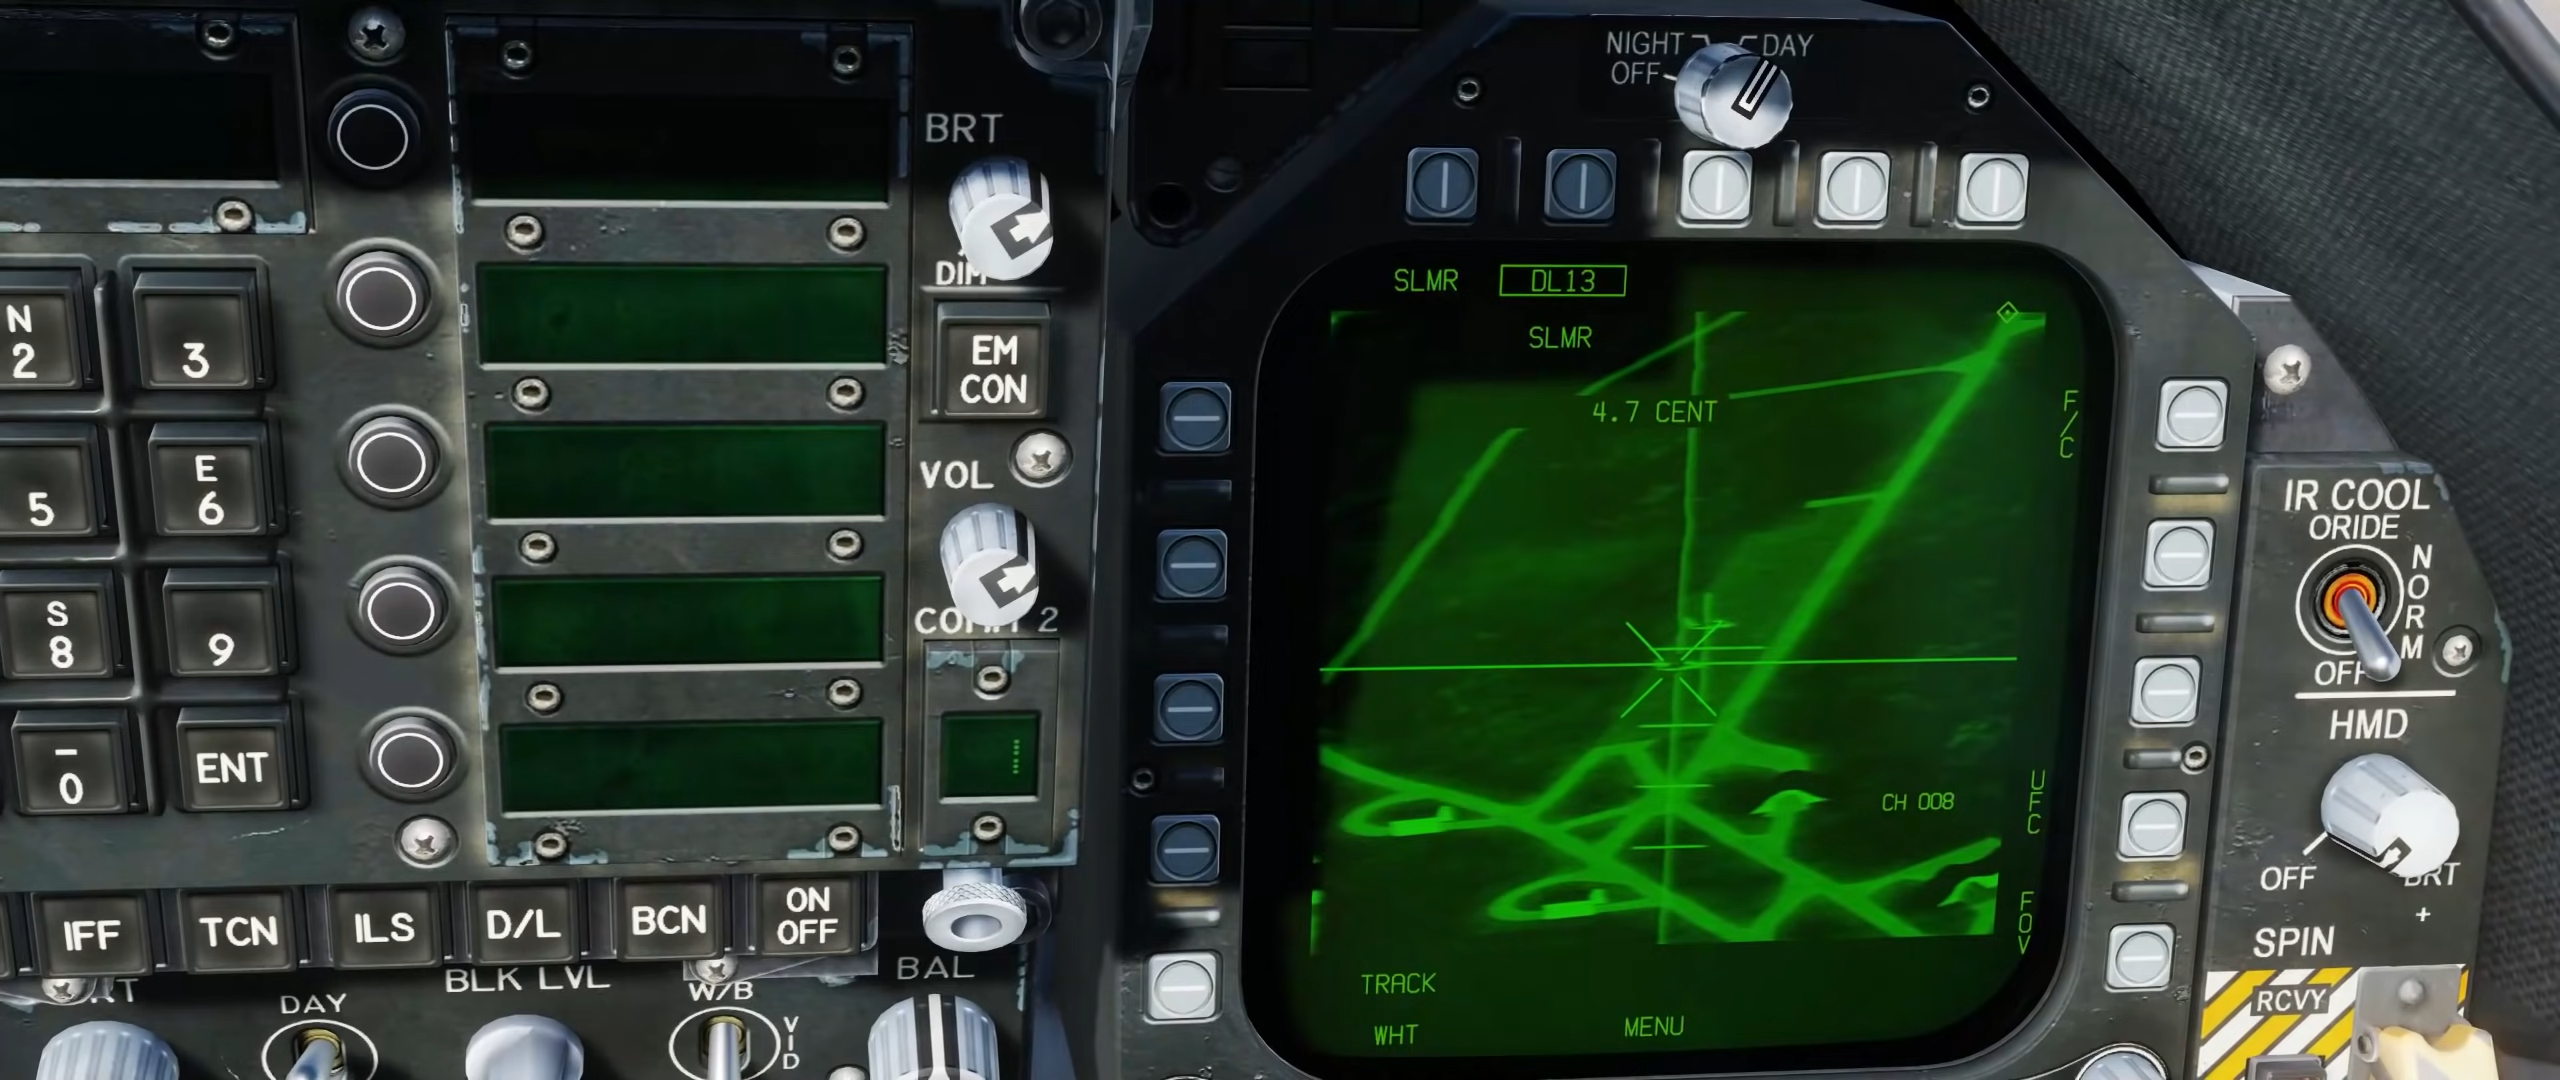 NIGHT DAY
OFF
BRT
DIM
N
2
3
EM
CON
5
E
6
VOL
S
8
9
2
-
0
ENT
IFF
TCN
ILS
D/L
BCN
ON
OFF
DAY
BLK LVL
W/B
VID
BAL
SLMR DL13
SLMR
4.7 CENT
F/C
CH 008
UFC
FOV
TRACK
WHT
MENU
IR COOL
ORIDE
NORM
OFF
HMD
OFF
BRT
+
SPIN
RCVY